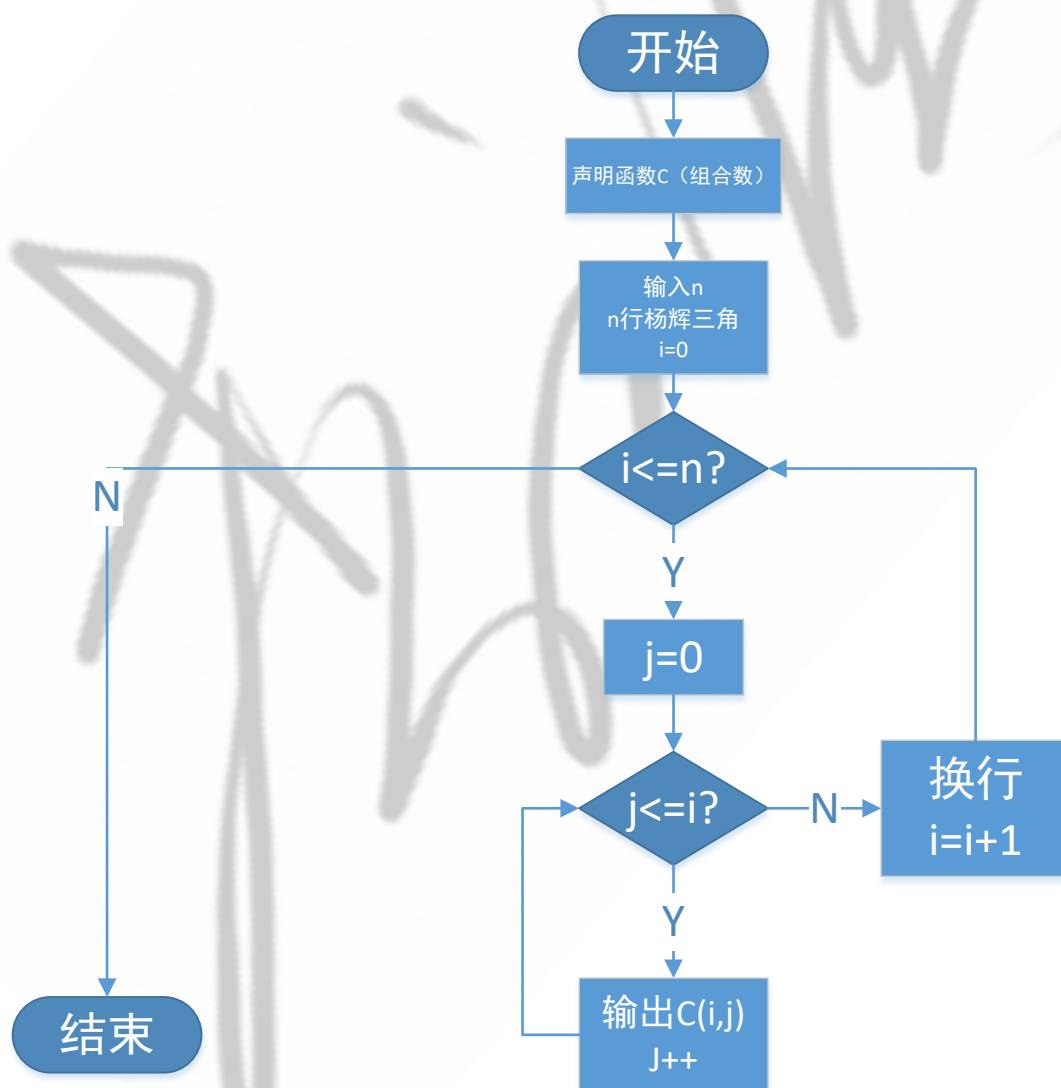 开始
声明函数C（组合数）
输入n
n行杨辉三角
i=0
i<=n?
N
Y
j=0
j<=i?
N
换行
i=i+1
Y
输出C(i,j)
J++
结束